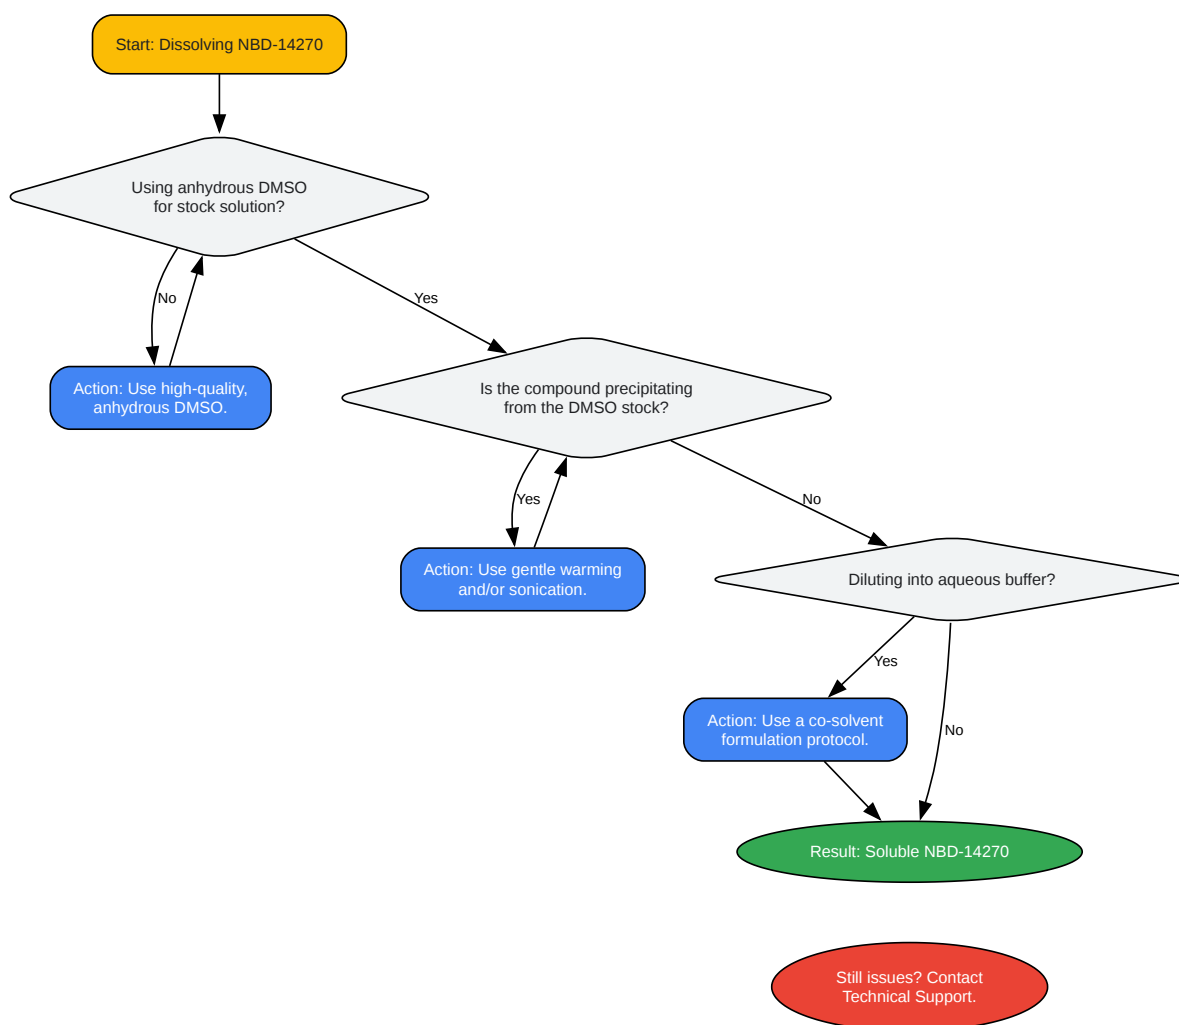 Start: Dissolving NBD-14270
Using anhydrous DMSO
for stock solution?
No
Yes
Action: Use high-quality,
anhydrous DMSO.
Is the compound precipitating
from the DMSO stock?
Yes
No
Action: Use gentle warming
and/or sonication.
Diluting into aqueous buffer?
Yes
No
Action: Use a co-solvent
formulation protocol.
Result: Soluble NBD-14270
Still issues? Contact
Technical Support.